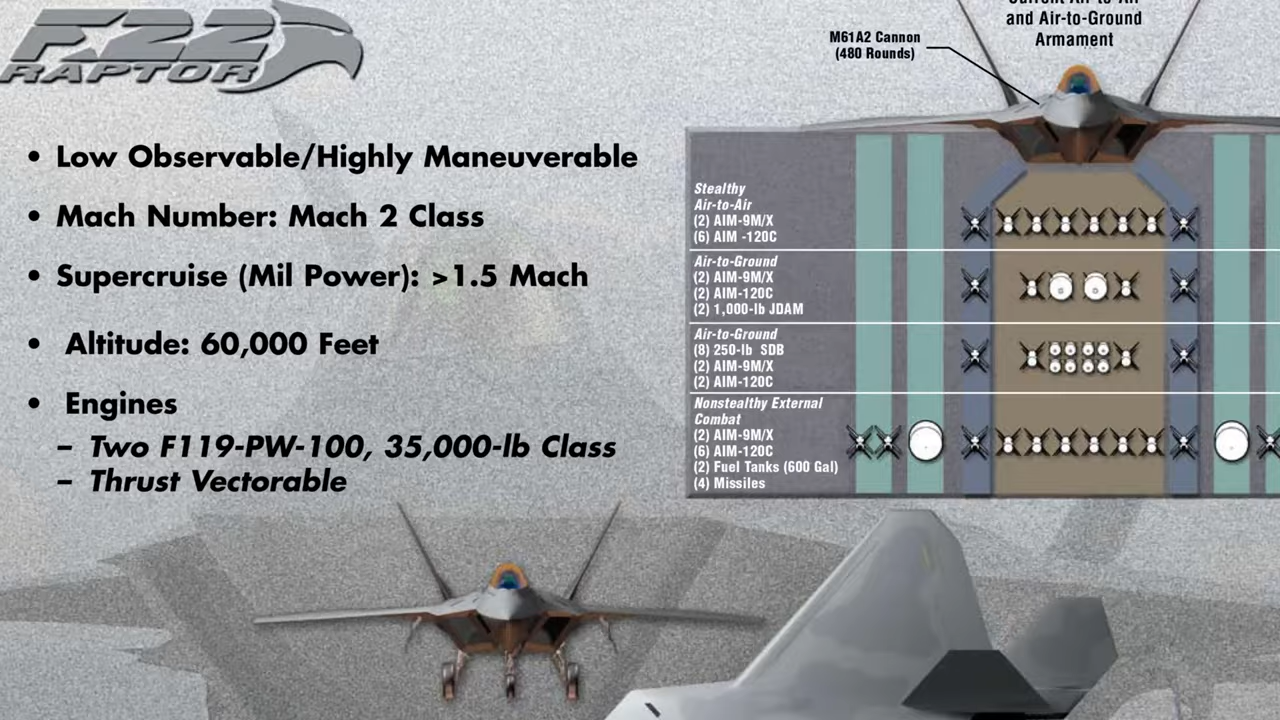 F-22
RAPTOR
• Low Observable/Highly Maneuverable
• Mach Number: Mach 2 Class
• Supercruise (Mil Power): >1.5 Mach
• Altitude: 60,000 Feet
• Engines
– Two F119-PW-100, 35,000-lb Class
– Thrust Vectorable
Current Air-to-Air
and Air-to-Ground
Armament
M61A2 Cannon
(480 Rounds)
Stealthy
Air-to-Air
(2) AIM-9M/X
(6) AIM -120C
Air-to-Ground
(2) AIM-9M/X
(2) AIM-120C
(2) 1,000-lb JDAM
Air-to-Ground
(8) 250-lb SDB
(2) AIM-9M/X
(2) AIM-120C
Nonstealthy External
Combat
(2) AIM-9M/X
(6) AIM-120C
(2) Fuel Tanks (600 Gal)
(4) Missiles